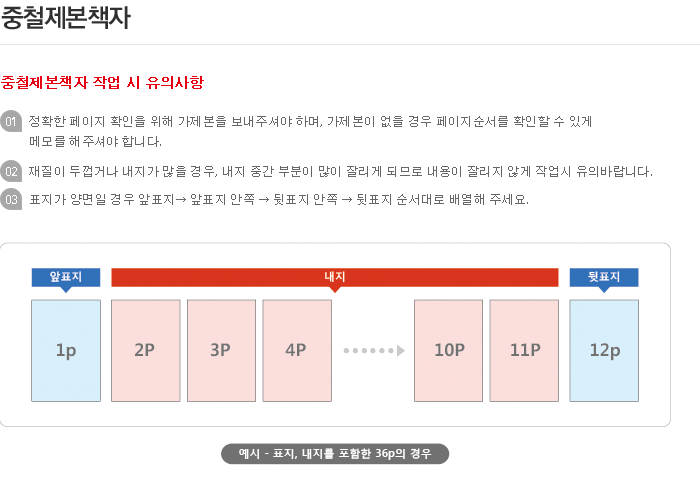 중철제본책자
중철제본책자 작업 시 유의사항
01 정확한 페이지 확인을 위해 가제본을 보내주셔야 하며, 가제본이 없을 경우 페이지순서를 확인할 수 있게
메모를 해주셔야 합니다.
02 재질이 두껍거나 내지가 많을 경우, 내지 중간 부분이 많이 잘리게 되므로 내용이 잘리지 않게 작업시 유의바랍니다.
03 표지가 양면일 경우 앞표지→ 앞표지 안쪽 → 뒷표지 안쪽 → 뒷표지 순서대로 배열해 주세요.
앞표지 내지 뒷표지
1p 2P 3P 4P 10P 11P 12p
예시 - 표지, 내지를 포함한 36p의 경우